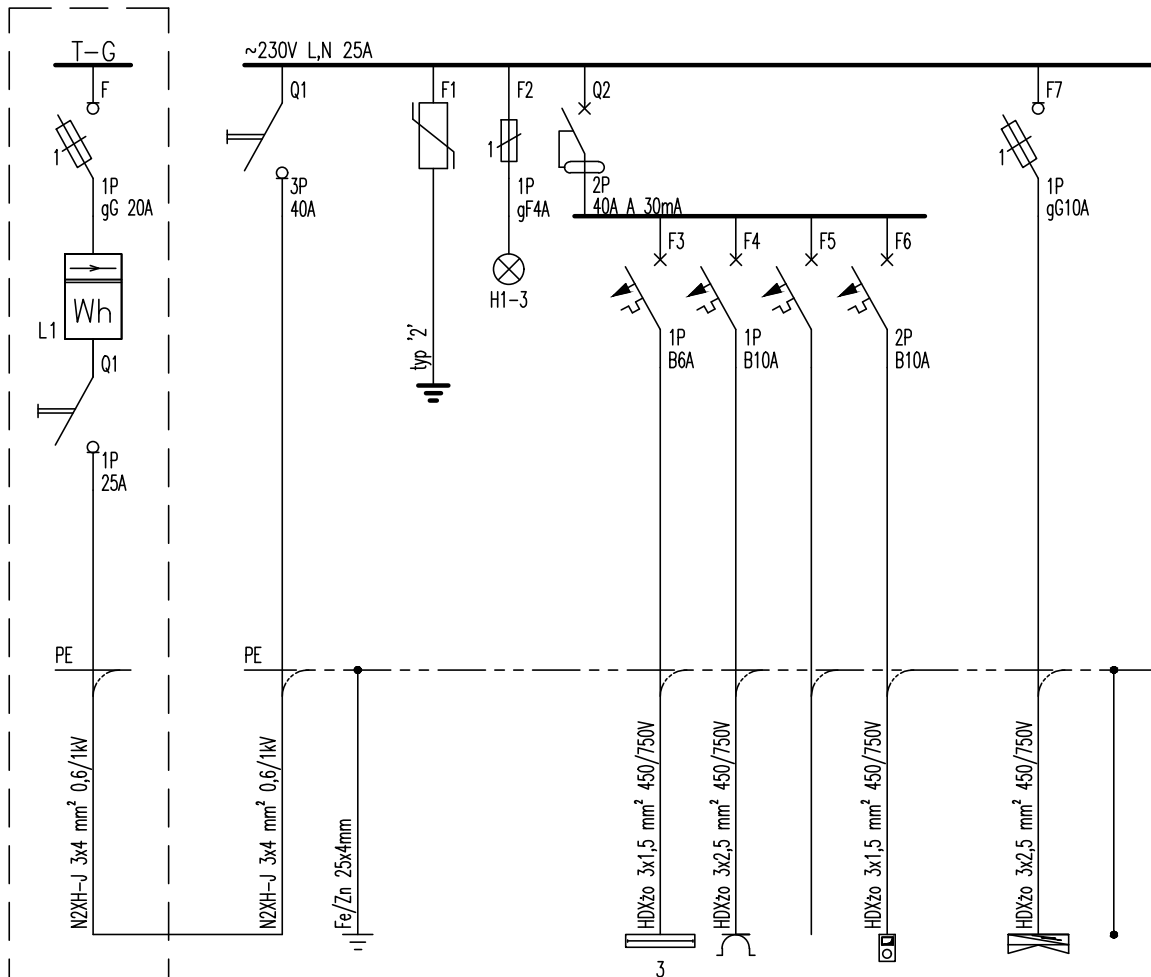 T-G
F
1
1P
gG 20A
Wh
L1
Q1
1P
25A
PE
N2XH-J 3x4 mm² 0,6/1kV
~230V L,N 25A
Q1
3P
40A
F1
typ '2'
F2
1
1P
gF4A
H1-3
Q2
2P
40A A 30mA
F3
1P
B6A
F4
1P
B10A
F5
F6
2P
B10A
F7
1
1P
gG10A
PE
N2XH-J 3x4 mm² 0,6/1kV
Fe/Zn 25x4mm
HDXżo 3x1,5 mm² 450/750V
3
HDXżo 3x2,5 mm² 450/750V
HDXżo 3x1,5 mm² 450/750V
HDXżo 3x2,5 mm² 450/750V